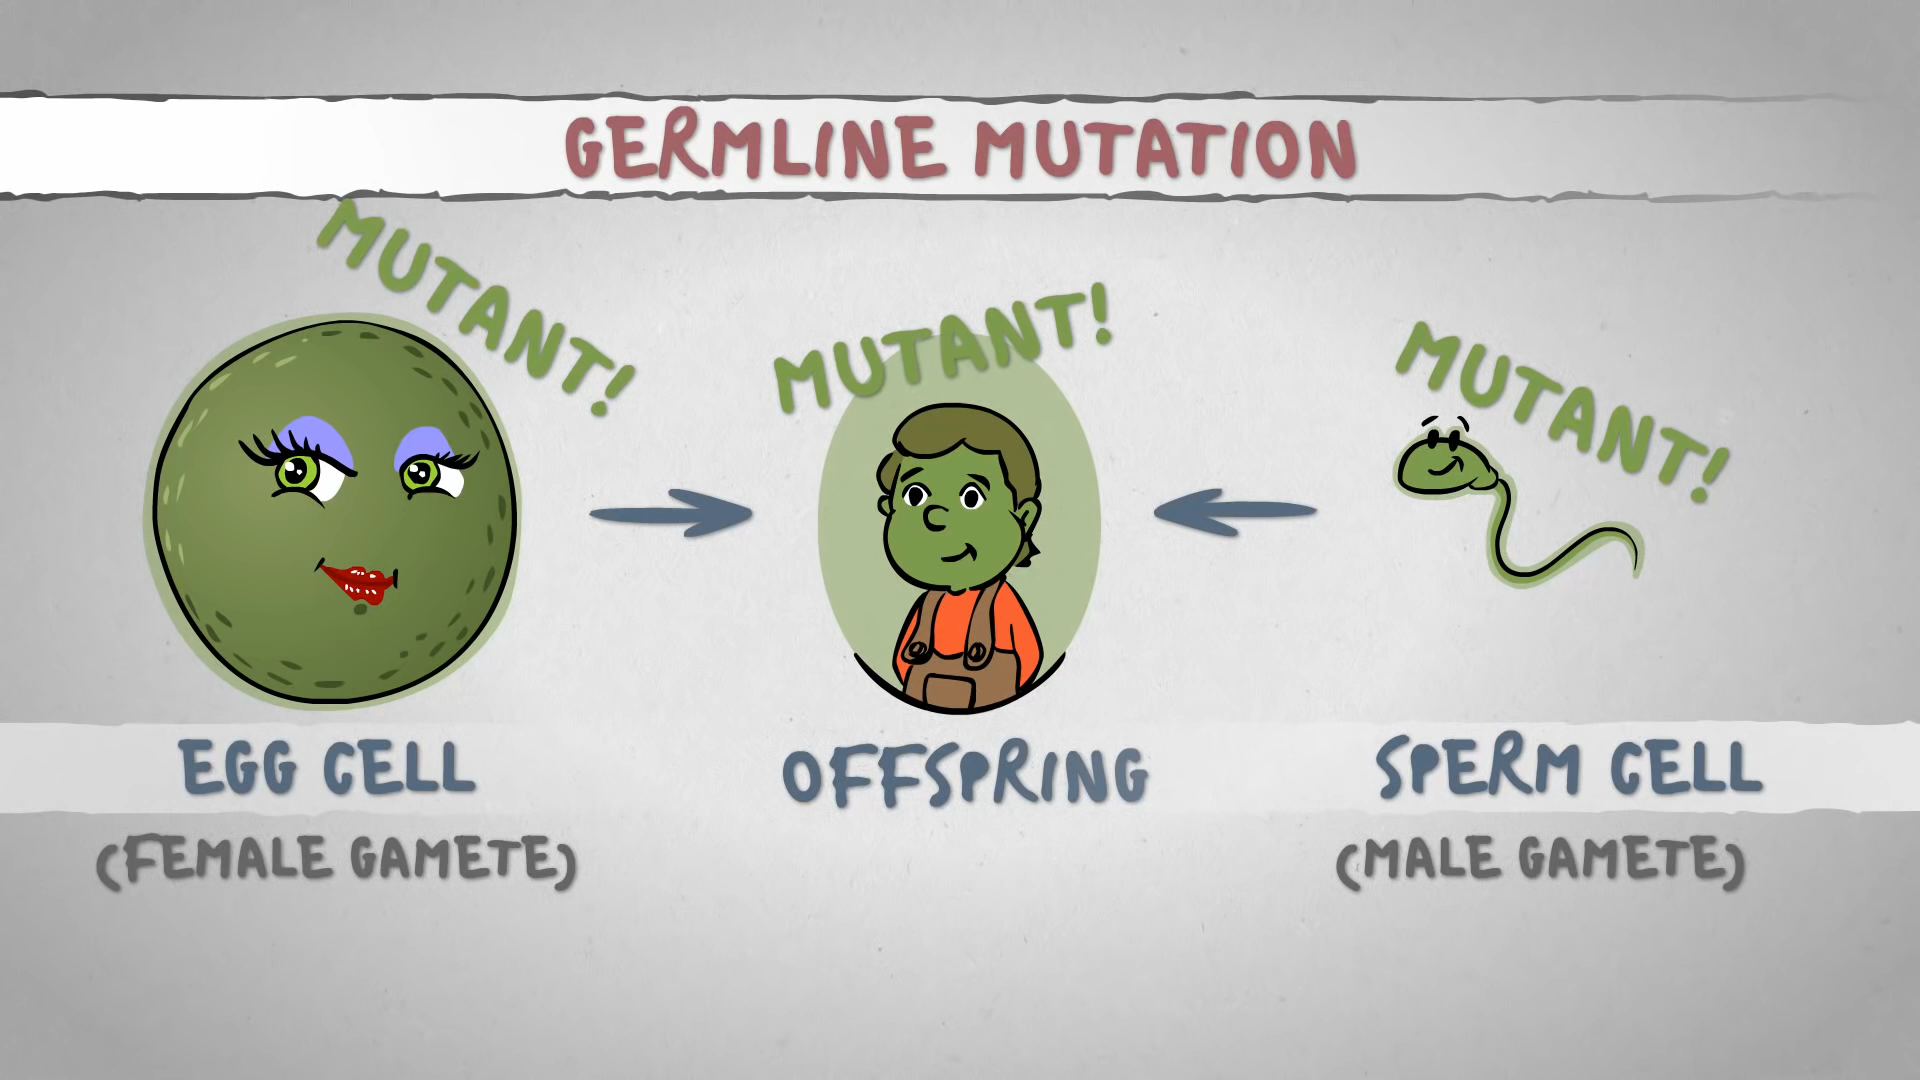 GERMLINE MUTATION
MUTANT!
MUTANT!
MUTANT!
EGG CELL
OFFSPRING
SPERM CELL
(FEMALE GAMETE)
(MALE GAMETE)